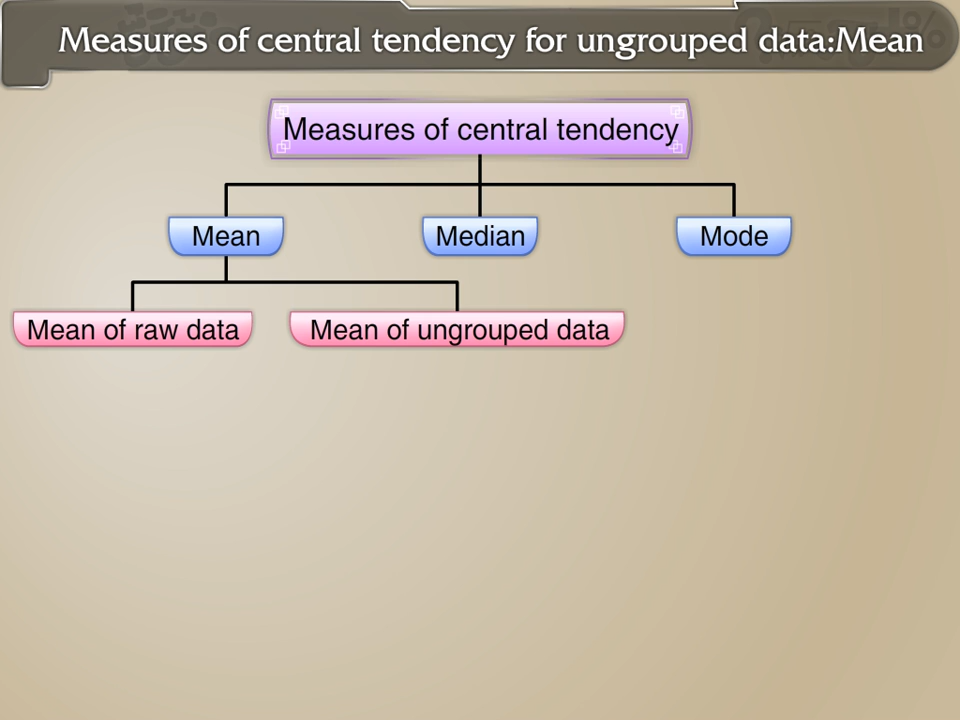 Measures of central tendency for ungrouped data:Mean
Measures of central tendency
Mean
Median
Mode
Mean of raw data
Mean of ungrouped data